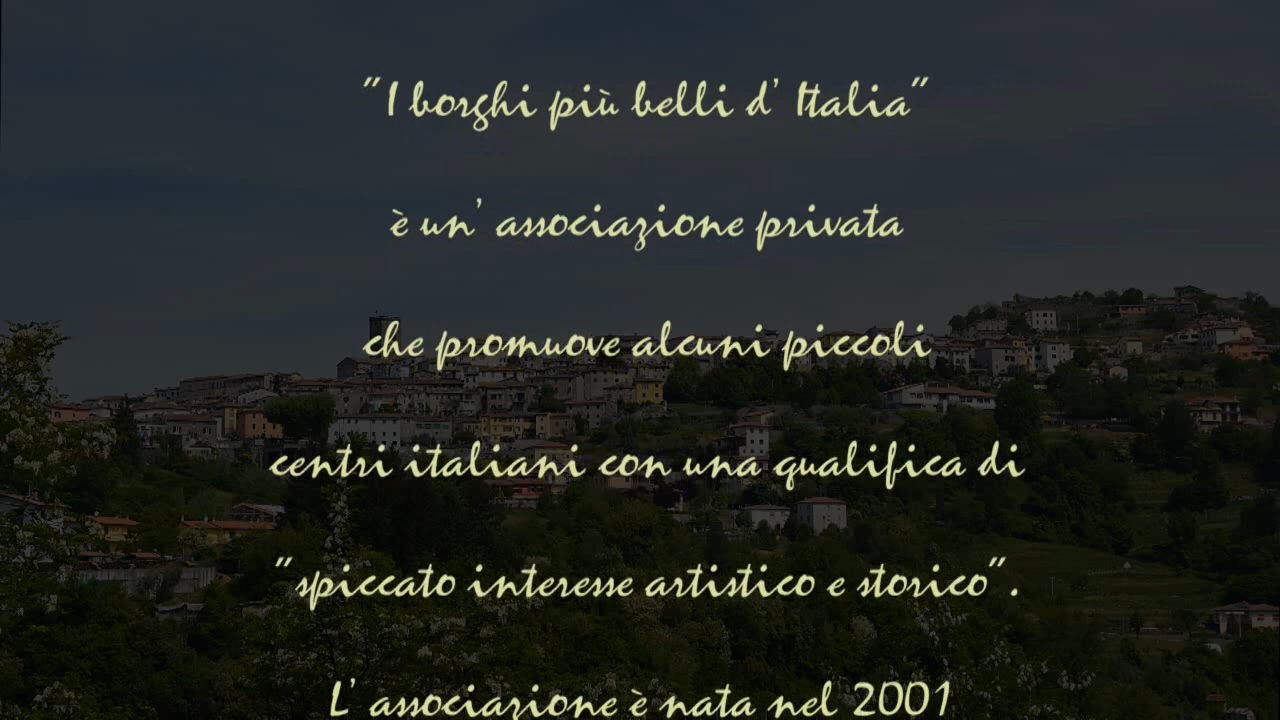 "I borghi più belli d' Italia"
è un' associazione privata
che promuove alcuni piccoli
centri italiani con una qualifica di
"spiccato interesse artistico e storico".
L' associazione è nata nel 2001